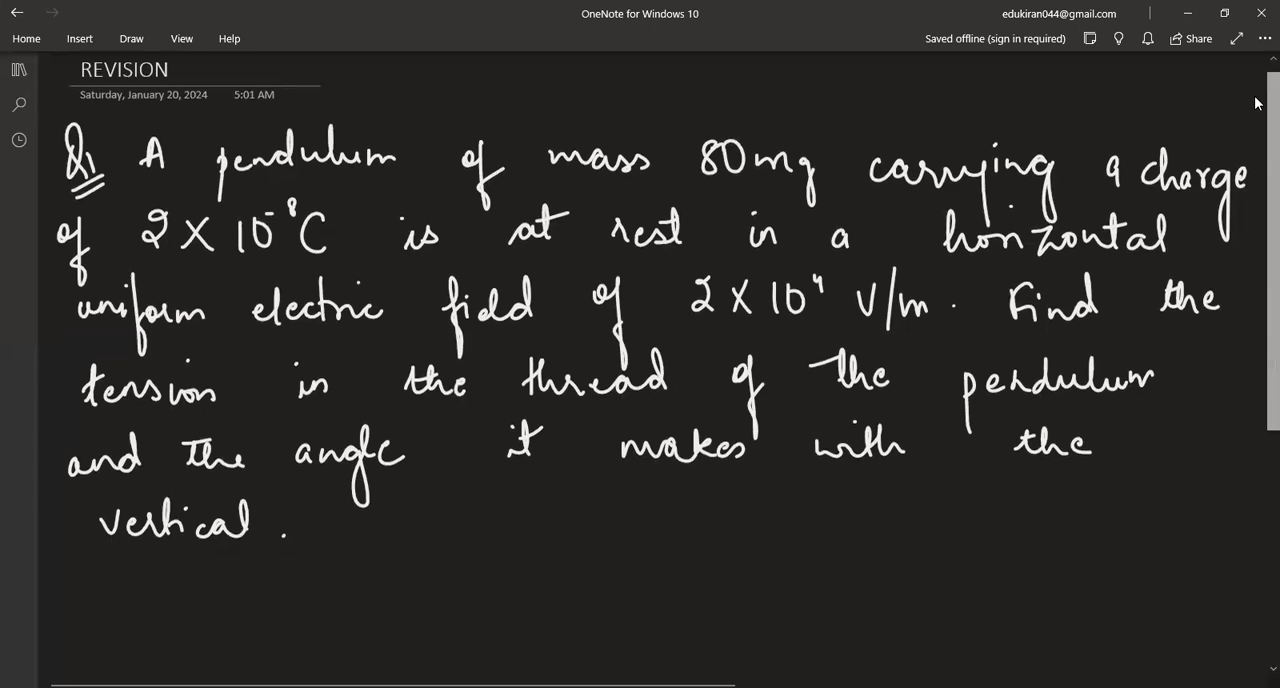 OneNote for Windows 10
edukiran044@gmail.com
Home Insert Draw View Help
Saved offline (sign in required) Share
REVISION
Saturday, January 20, 2024 5:01 AM
Q1 A pendulum of mass 80mg carrying a charge
of 2 X 10⁻⁸C is at rest in a horizontal
uniform electric field of 2 X 10⁴ V/m. Find the
tension in the thread of the pendulum
and the angle it makes with the
vertical.